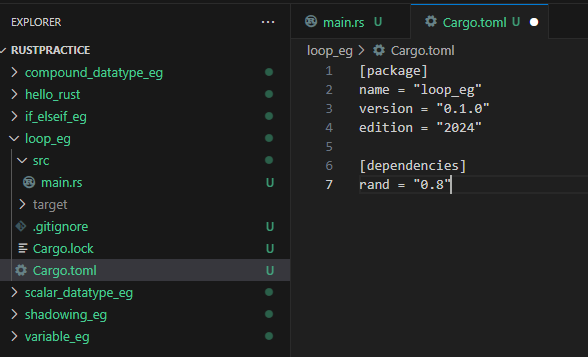 EXPLORER
RUSTPRACTICE
compound_datatype_eg
hello_rust
if_elseif_eg
loop_eg
src
main.rs U
target
.gitignore U
Cargo.lock U
Cargo.toml U
scalar_datatype_eg
shadowing_eg
variable_eg
main.rs U
Cargo.toml U
loop_eg > Cargo.toml
1 [package]
2 name = "loop_eg"
3 version = "0.1.0"
4 edition = "2024"
5
6 [dependencies]
7 rand = "0.8"